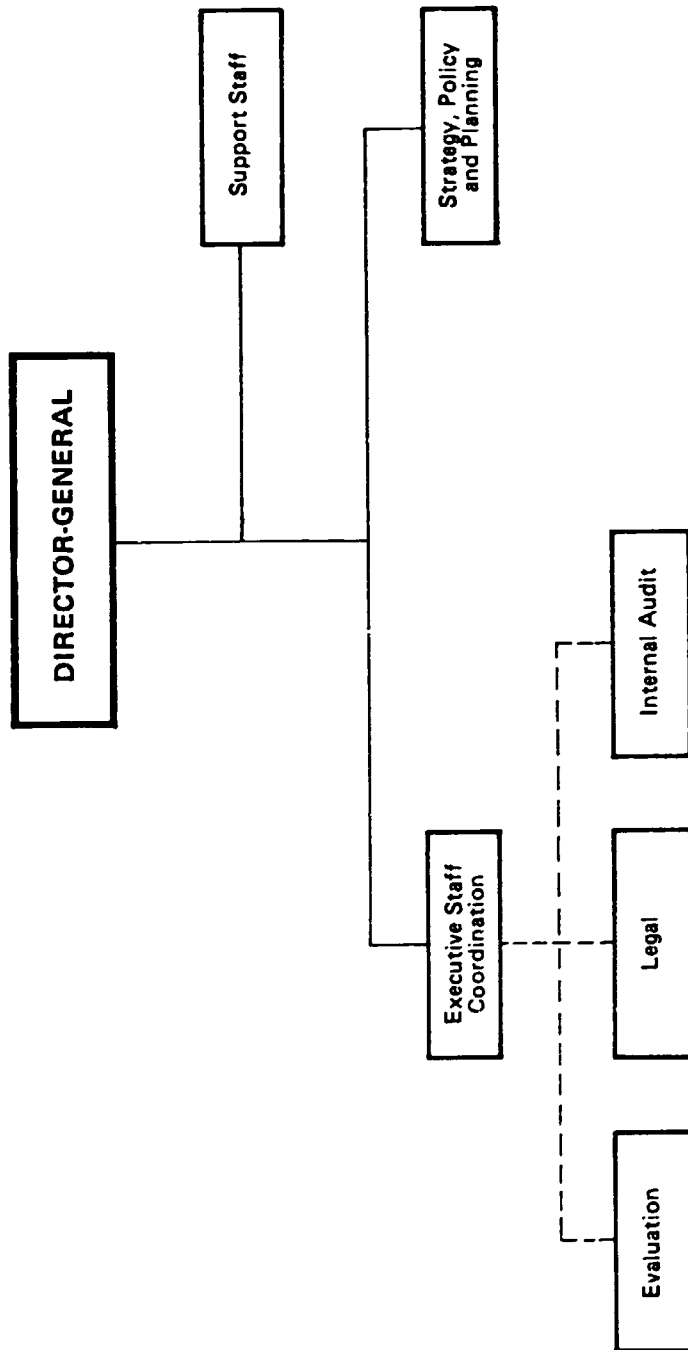 DIRECTOR-GENERAL
Support Staff
Executive Staff
Coordination
Strategy, Policy
and Planning
Evaluation
Legal
Internal Audit